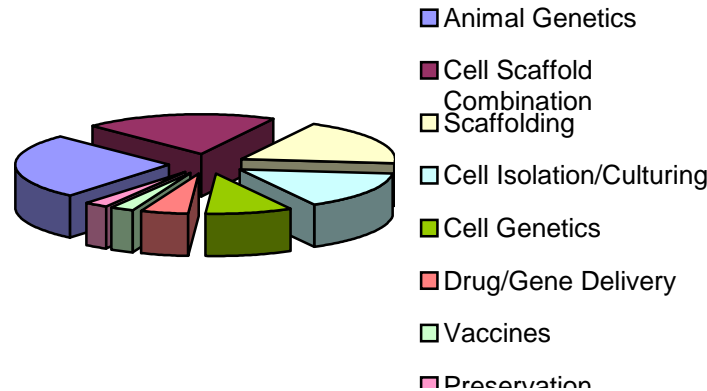 Animal Genetics
Cell Scaffold
Combination
Scaffolding
Cell Isolation/Culturing
Cell Genetics
Drug/Gene Delivery
Vaccines
Preservation